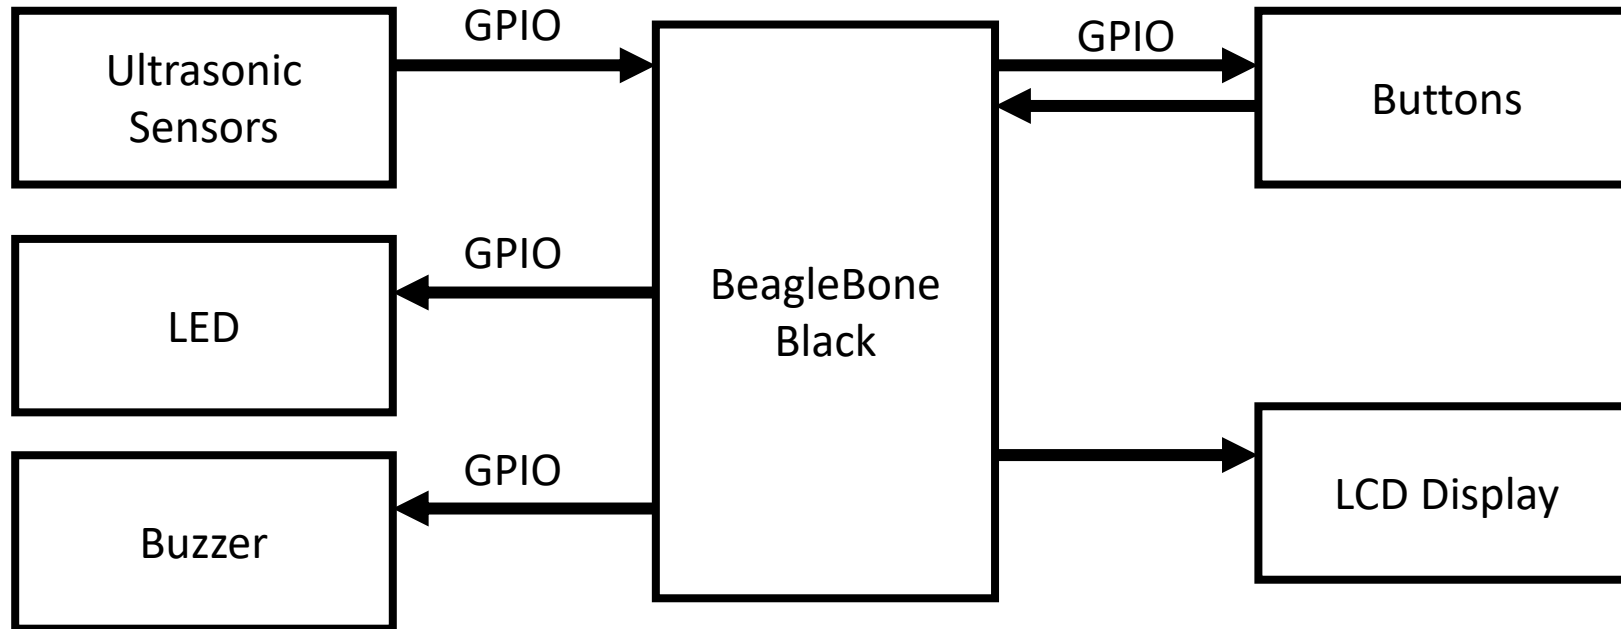 GPIO
Ultrasonic
Sensors
GPIO
LED
GPIO
Buzzer
BeagleBone
Black
GPIO
Buttons
LCD Display